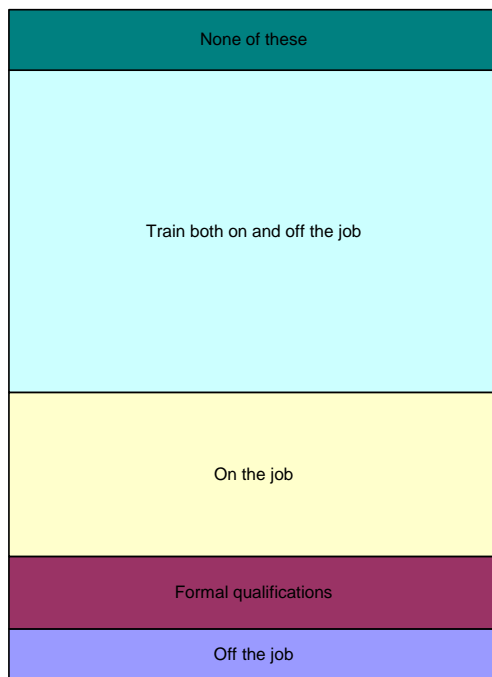 None of these
Train both on and off the job
On the job
Formal qualifications
Off the job